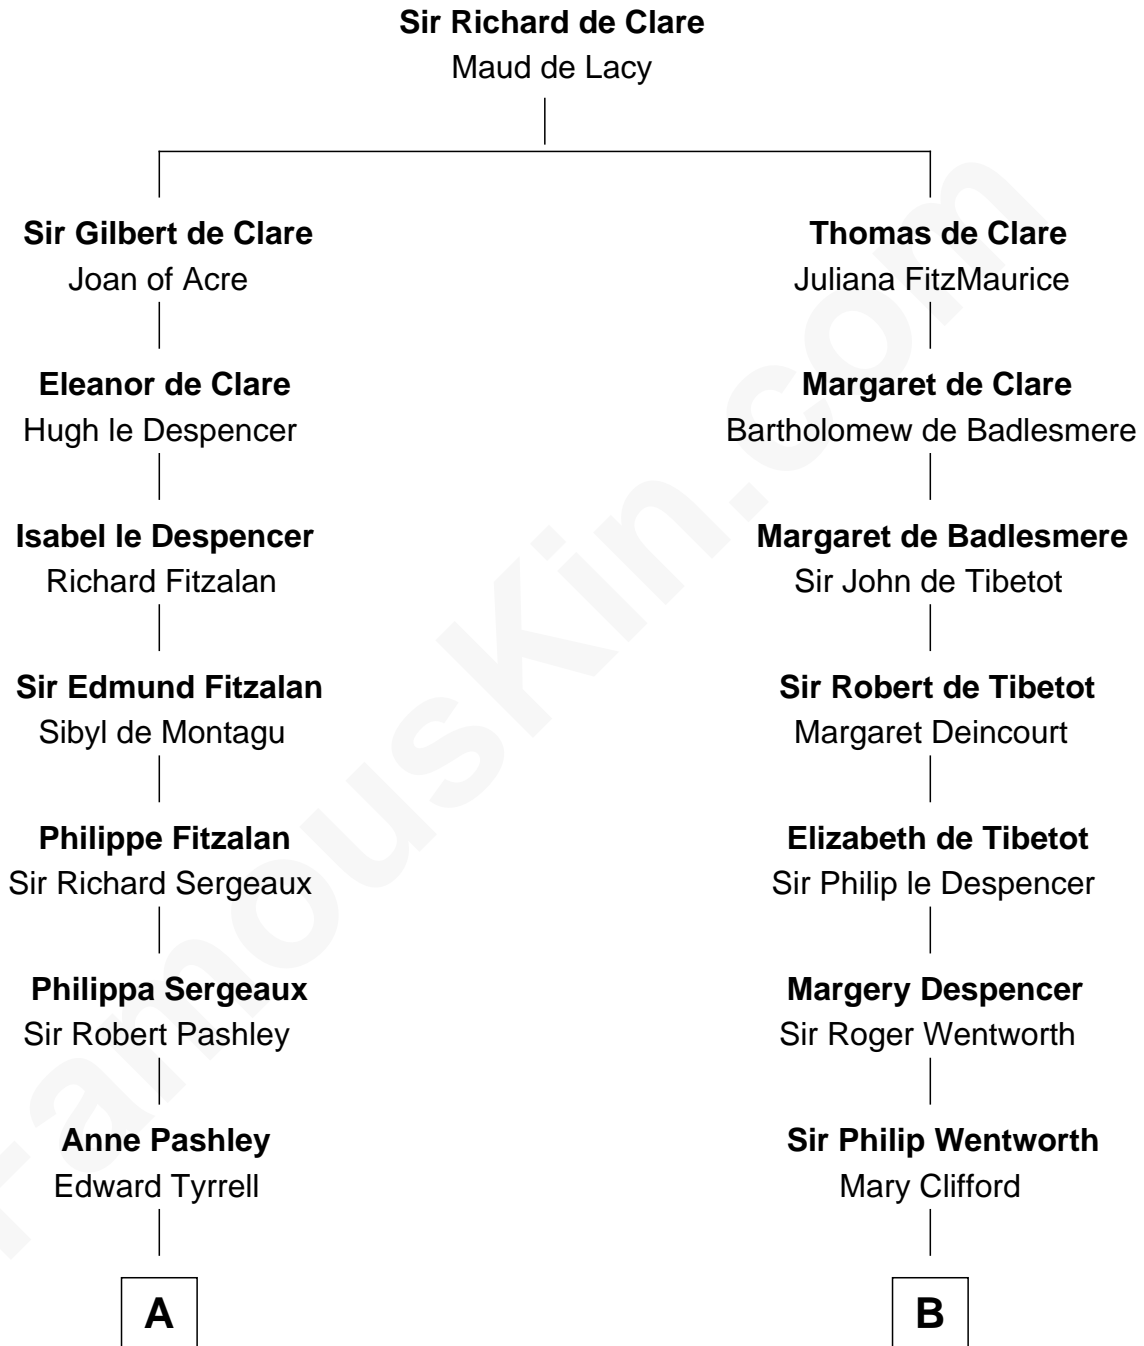 Sir Richard de Clare
Maud de Lacy
Sir Gilbert de Clare
Joan of Acre
Eleanor de Clare
Hugh le Despencer
Isabel le Despencer
Richard Fitzalan
Sir Edmund Fitzalan
Sibyl de Montagu
Philippe Fitzalan
Sir Richard Sergeaux
Philippa Sergeaux
Sir Robert Pashley
Anne Pashley
Edward Tyrrell
A
Thomas de Clare
Juliana FitzMaurice
Margaret de Clare
Bartholomew de Badlesmere
Margaret de Badlesmere
Sir John de Tibetot
Sir Robert de Tibetot
Margaret Deincourt
Elizabeth de Tibetot
Sir Philip le Despencer
Margery Despencer
Sir Roger Wentworth
Sir Philip Wentworth
Mary Clifford
B
FamousKin.com